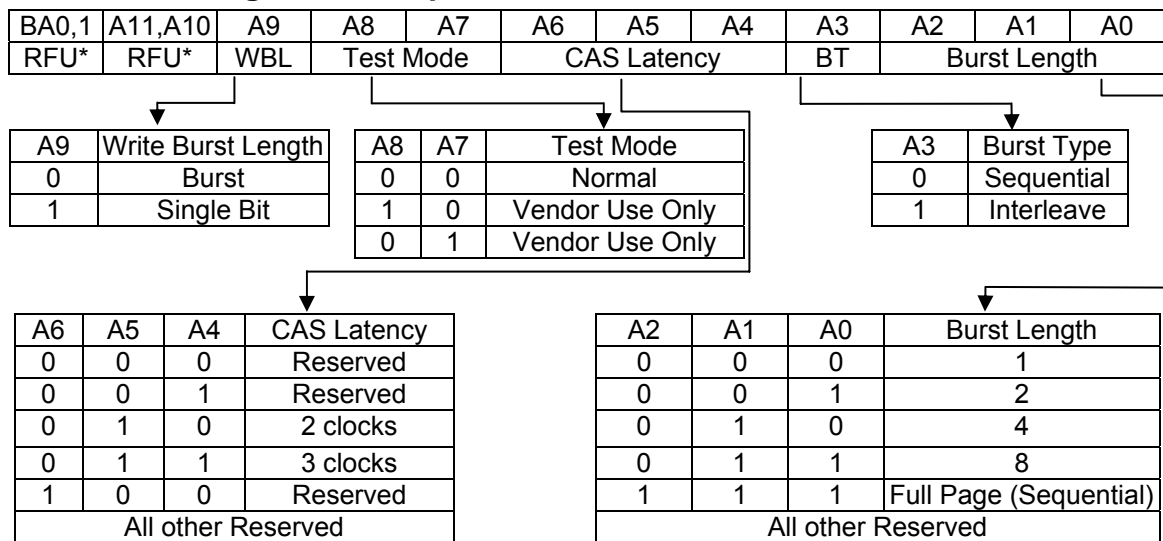 BA0,1 A11,A10 A9 A8 A7 A6 A5 A4 A3 A2 A1 A0
RFU* RFU* WBL Test Mode CAS Latency BT Burst Length
A9 Write Burst Length
0 Burst
1 Single Bit
A8 A7 Test Mode
0 0 Normal
1 0 Vendor Use Only
0 1 Vendor Use Only
A3 Burst Type
0 Sequential
1 Interleave
A6 A5 A4 CAS Latency
0 0 0 Reserved
0 0 1 Reserved
0 1 0 2 clocks
0 1 1 3 clocks
1 0 0 Reserved
All other Reserved
A2 A1 A0 Burst Length
0 0 0 1
0 0 1 2
0 1 0 4
0 1 1 8
1 1 1 Full Page (Sequential)
All other Reserved